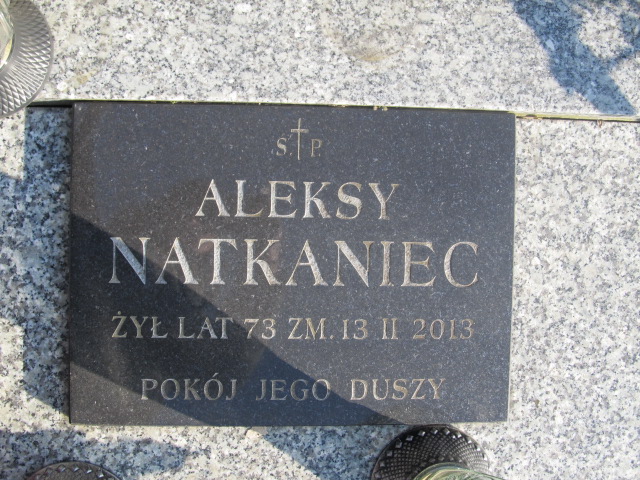 Ś. P.
ALEKSY
NATKANIEC
ŻYŁ LAT 73 ZM. 13 II 2013
POKÓJ JEGO DUSZY